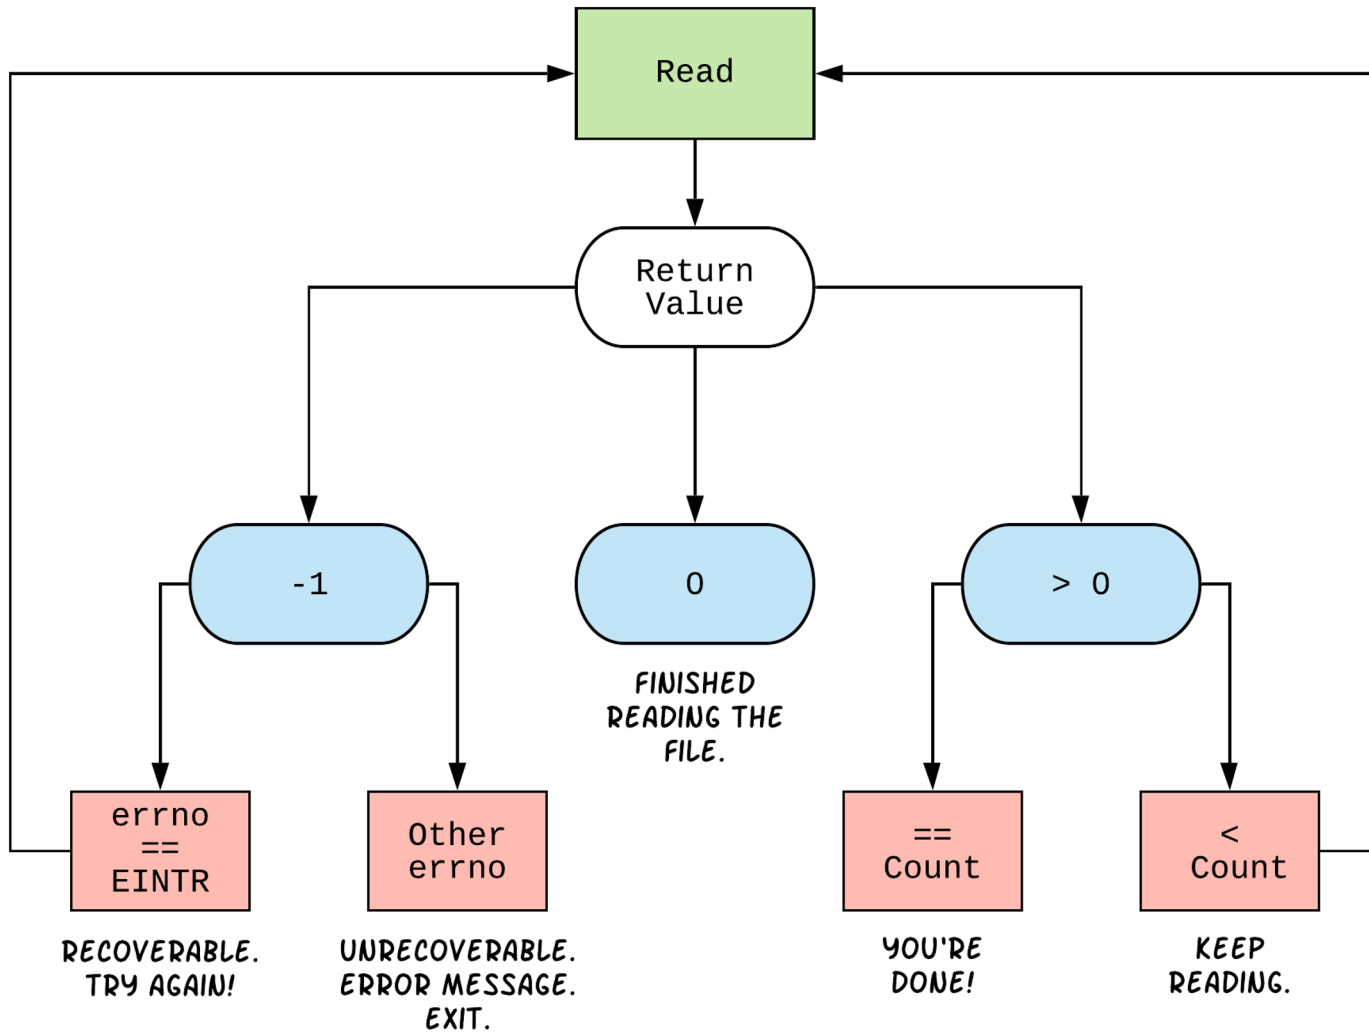 Read
Return
Value
-1
0
> 0
FINISHED
READING THE
FILE.
errno
==
EINTR
Other
errno
==
Count
<
Count
RECOVERABLE.
TRY AGAIN!
UNRECOVERABLE.
ERROR MESSAGE.
EXIT.
YOU'RE
DONE!
KEEP
READING.